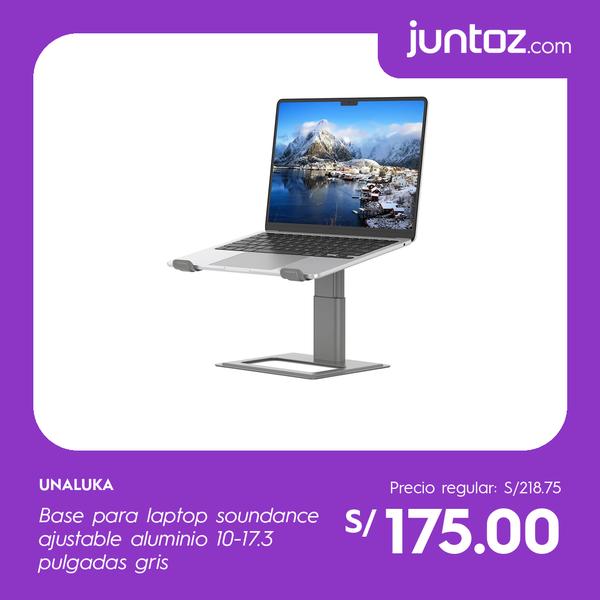 juntoz.com
UNALUKA
Base para laptop soundance
ajustable aluminio 10-17.3
pulgadas gris
Precio regular: S/218.75
S/175.00